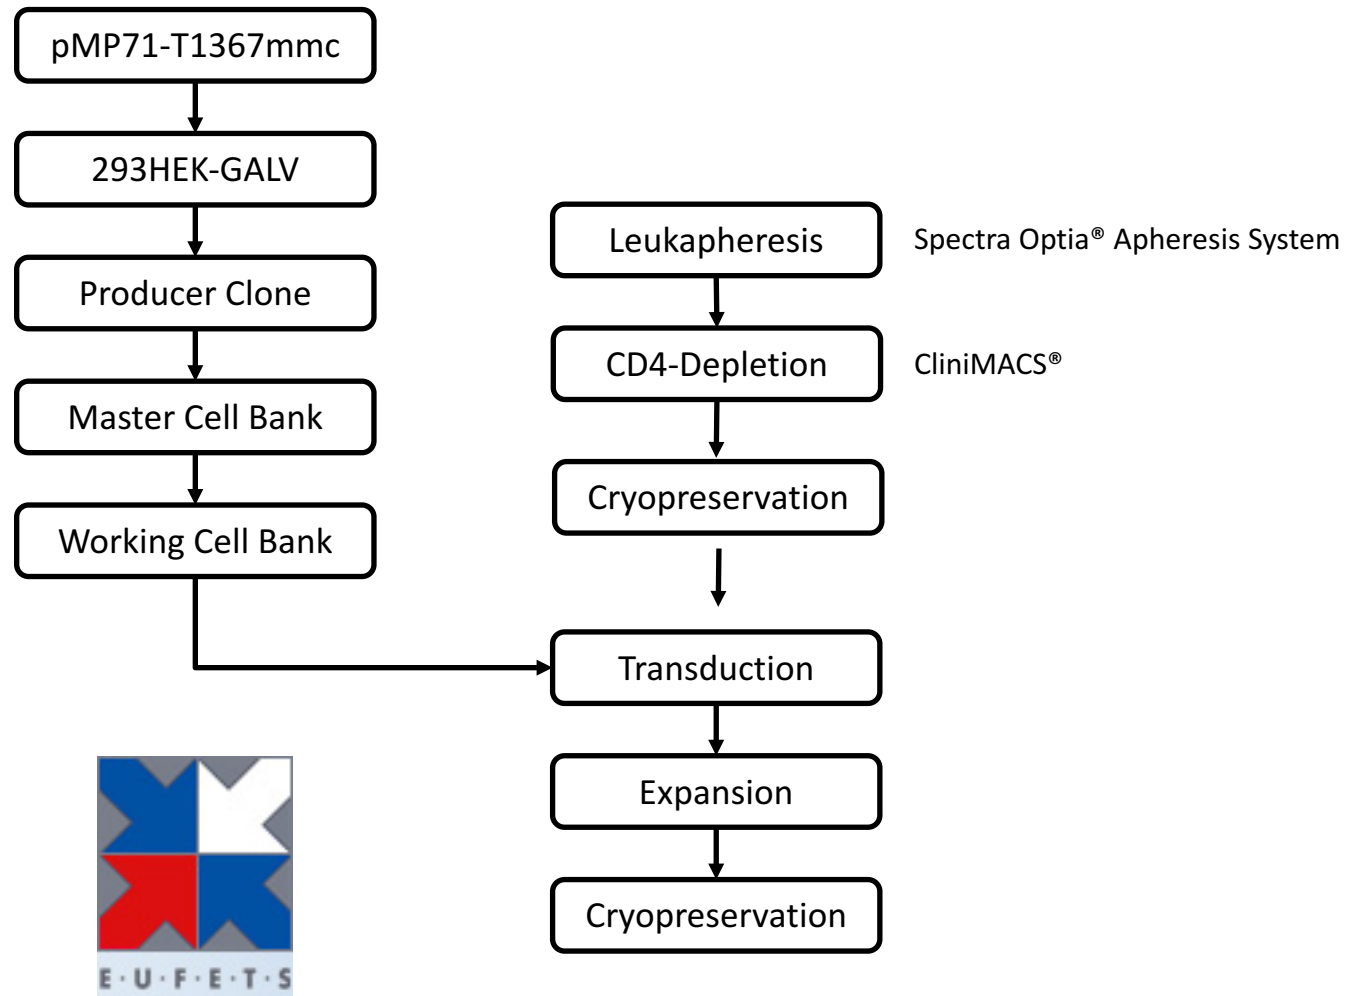 pMP71-T1367mmc
293HEK-GALV
Producer Clone
Master Cell Bank
Working Cell Bank
Leukapheresis
Spectra Optia® Apheresis System
CD4-Depletion
CliniMACS®
Cryopreservation
Transduction
Expansion
Cryopreservation
E·U·F·E·T·S